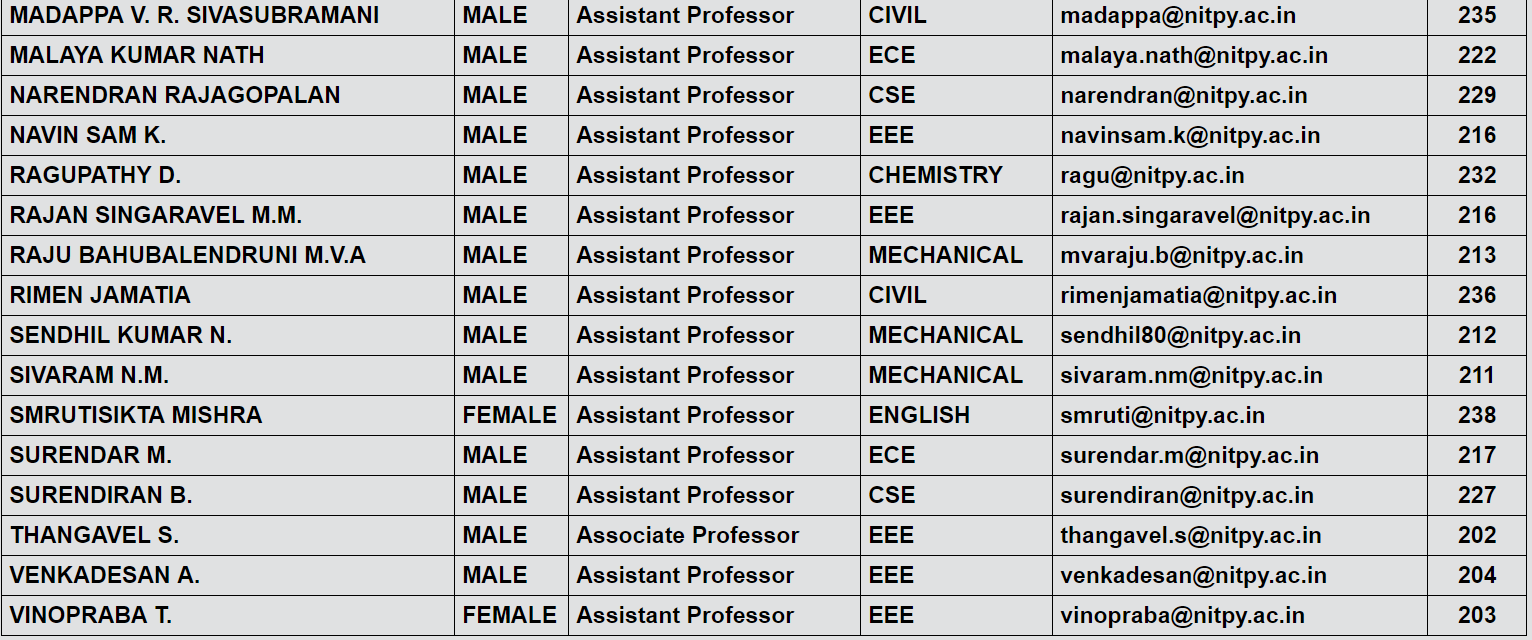 MADAPPA V. R. SIVASUBRAMANI MALE Assistant Professor CIVIL madappa@nitpy.ac.in 235
MALAYA KUMAR NATH MALE Assistant Professor ECE malaya.nath@nitpy.ac.in 222
NARENDRAN RAJAGOPALAN MALE Assistant Professor CSE narendran@nitpy.ac.in 229
NAVIN SAM K. MALE Assistant Professor EEE navinsam.k@nitpy.ac.in 216
RAGUPATHY D. MALE Assistant Professor CHEMISTRY ragu@nitpy.ac.in 232
RAJAN SINGARAVEL M.M. MALE Assistant Professor EEE rajan.singaravel@nitpy.ac.in 216
RAJU BAHUBALENDRUNI M.V.A MALE Assistant Professor MECHANICAL mvaraju.b@nitpy.ac.in 213
RIMEN JAMATIA MALE Assistant Professor CIVIL rimenjamatia@nitpy.ac.in 236
SENDHIL KUMAR N. MALE Assistant Professor MECHANICAL sendhil80@nitpy.ac.in 212
SIVARAM N.M. MALE Assistant Professor MECHANICAL sivaram.nm@nitpy.ac.in 211
SMRUTISIKTA MISHRA FEMALE Assistant Professor ENGLISH smruti@nitpy.ac.in 238
SURENDAR M. MALE Assistant Professor ECE surendar.m@nitpy.ac.in 217
SURENDIRAN B. MALE Assistant Professor CSE surendiran@nitpy.ac.in 227
THANGAVEL S. MALE Associate Professor EEE thangavel.s@nitpy.ac.in 202
VENKADESAN A. MALE Assistant Professor EEE venkadesan@nitpy.ac.in 204
VINOPRABA T. FEMALE Assistant Professor EEE vinopraba@nitpy.ac.in 203